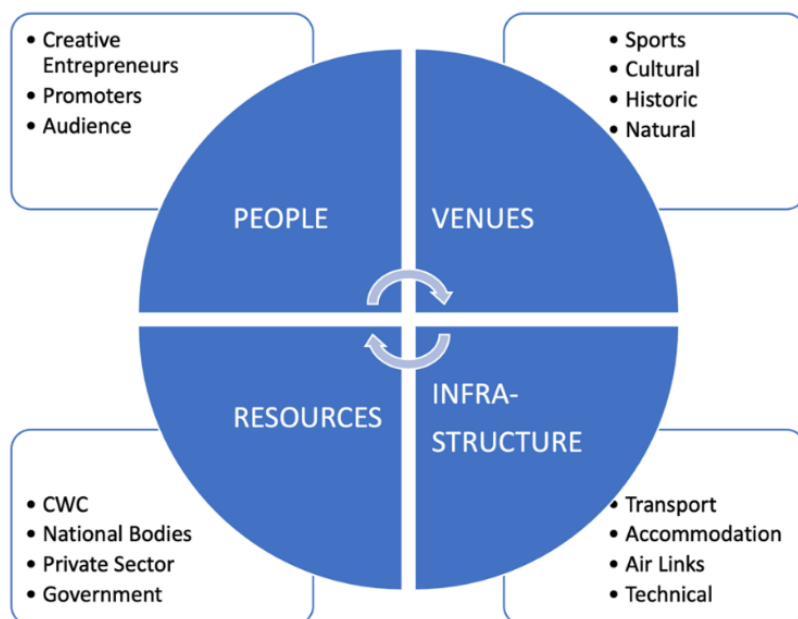 • Creative
Entrepreneurs
• Promoters
• Audience
• Sports
• Cultural
• Historic
• Natural
PEOPLE
VENUES
RESOURCES
INFRA-
STRUCTURE
• CWC
• National Bodies
• Private Sector
• Government
• Transport
• Accommodation
• Air Links
• Technical